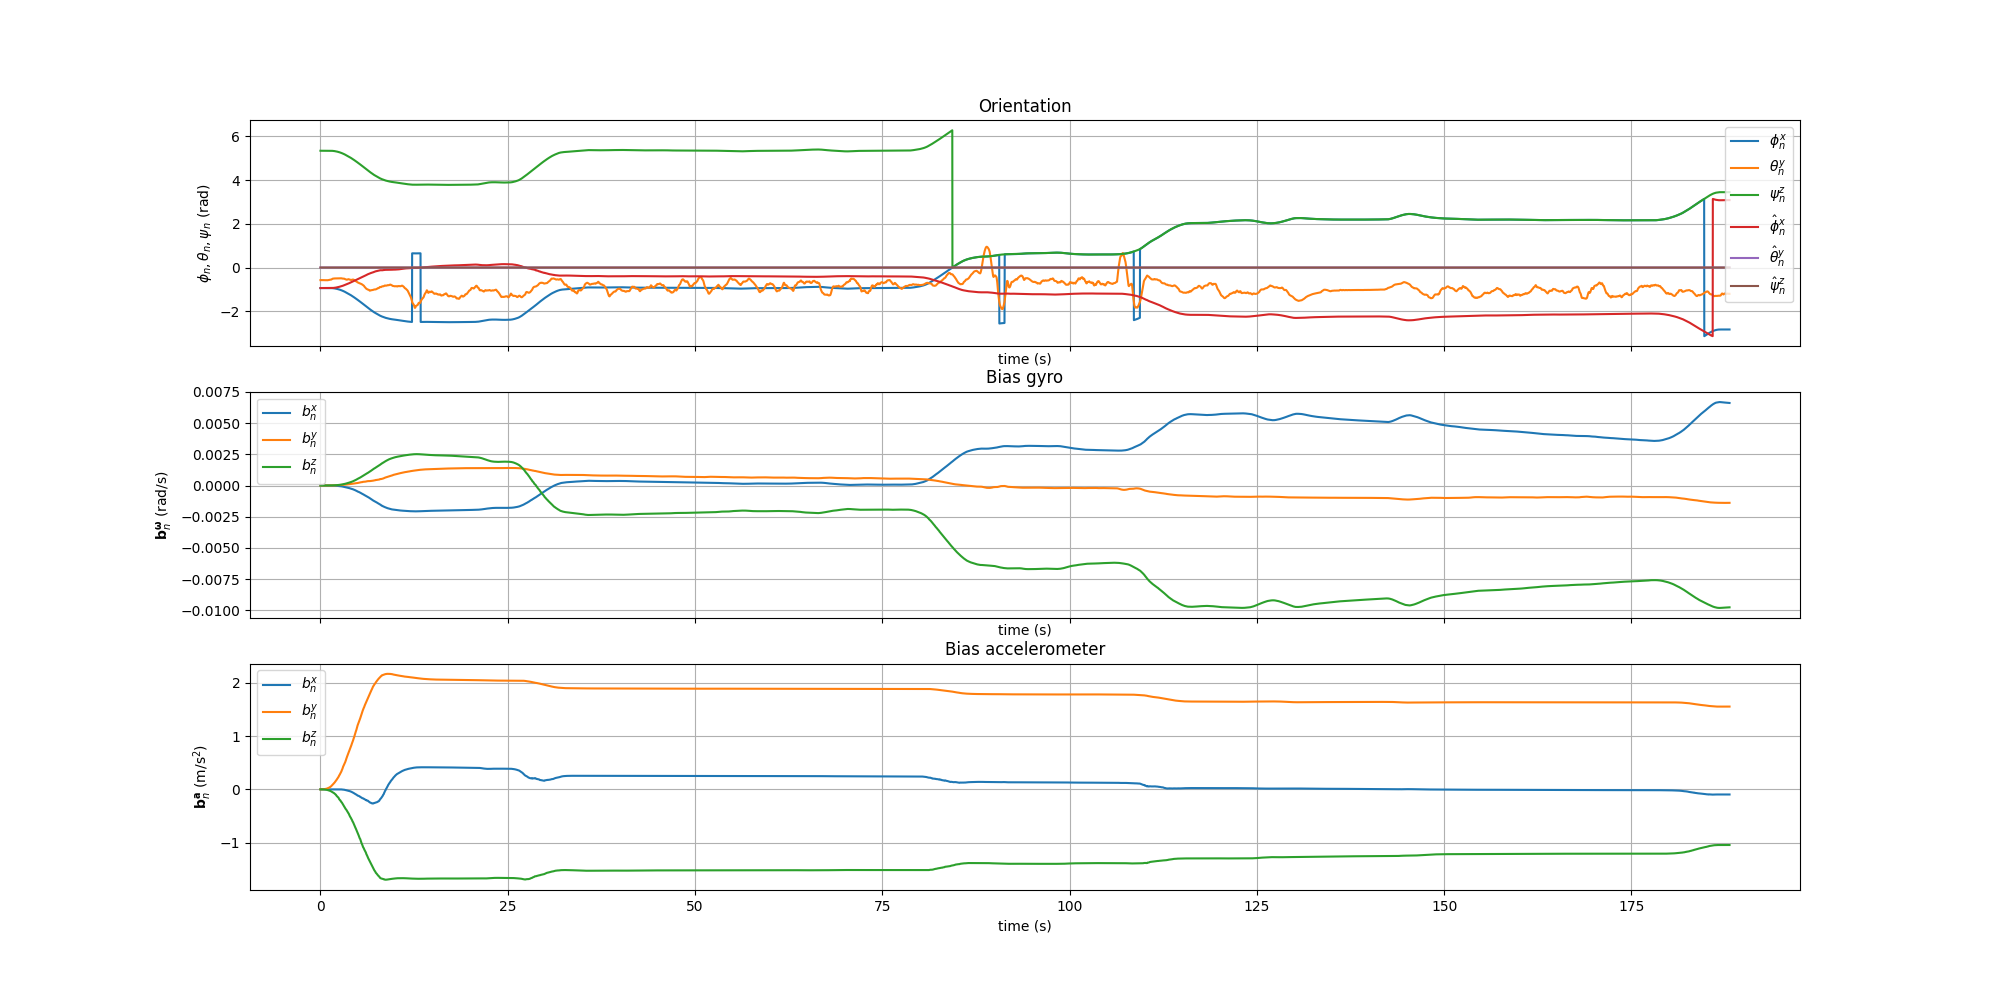 Orientation
6
4
2
0
−2
ϕₙ, θₙ, ψₙ (rad)
ϕₙˣ
θₙʸ
ψₙᶻ
ϕ̂ₙˣ
θ̂ₙʸ
ψ̂ₙᶻ
time (s)
Bias gyro
0.0075
0.0050
0.0025
0.0000
−0.0025
−0.0050
−0.0075
−0.0100
𝐛ₙ^𝛚 (rad/s)
bₙˣ
bₙʸ
bₙᶻ
time (s)
Bias accelerometer
2
1
0
−1
𝐛ₙ^𝐚 (m/s²)
bₙˣ
bₙʸ
bₙᶻ
0 25 50 75 100 125 150 175
time (s)